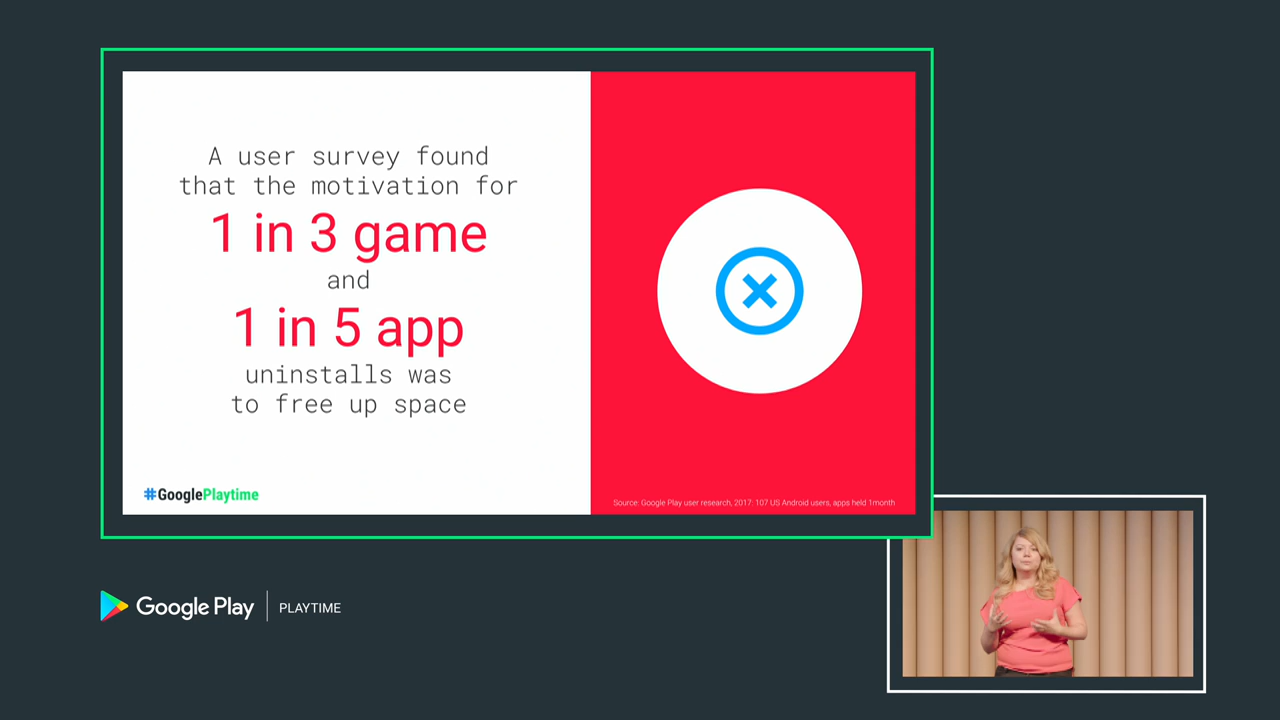 A user survey found
that the motivation for
1 in 3 game
and
1 in 5 app
uninstalls was
to free up space
#GooglePlaytime
Source: Google Play user research, 2017: 107 US Android users, apps held 1month
Google Play | PLAYTIME